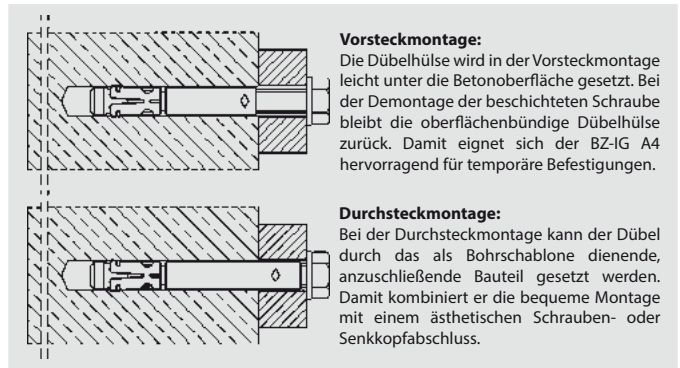 Vorsteckmontage:
Die Dübelhülse wird in der Vorsteckmontage
leicht unter die Betonoberfläche gesetzt. Bei
der Demontage der beschichteten Schraube
bleibt die oberflächenbündige Dübelhülse
zurück. Damit eignet sich der BZ-IG A4
hervorragend für temporäre Befestigungen.
Durchsteckmontage:
Bei der Durchsteckmontage kann der Dübel
durch das als Bohrschablone dienende,
anzuschließende Bauteil gesetzt werden.
Damit kombiniert er die bequeme Montage
mit einem ästhetischen Schrauben- oder
Senkkopfabschluss.